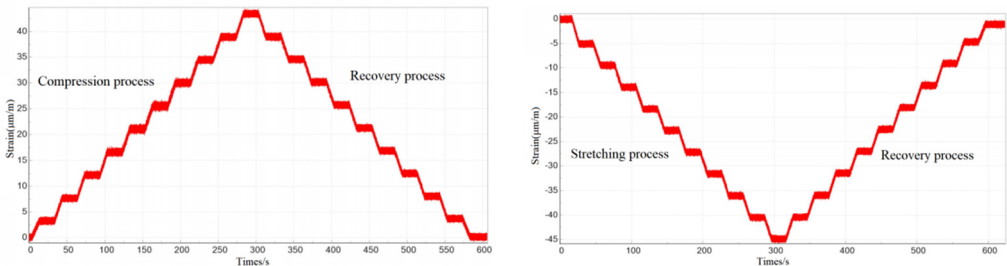 40
35
30
25
20
15
10
5
0
Strain(μm/m)
Compression process
Recovery process
0 50 100 150 200 250 300 350 400 450 500 550 600
Times/s
0
-5
-10
-15
-20
-25
-30
-35
-40
-45
Strain(μm/m)
Stretching process
Recovery process
100 200 300 400 500 600
Times/s